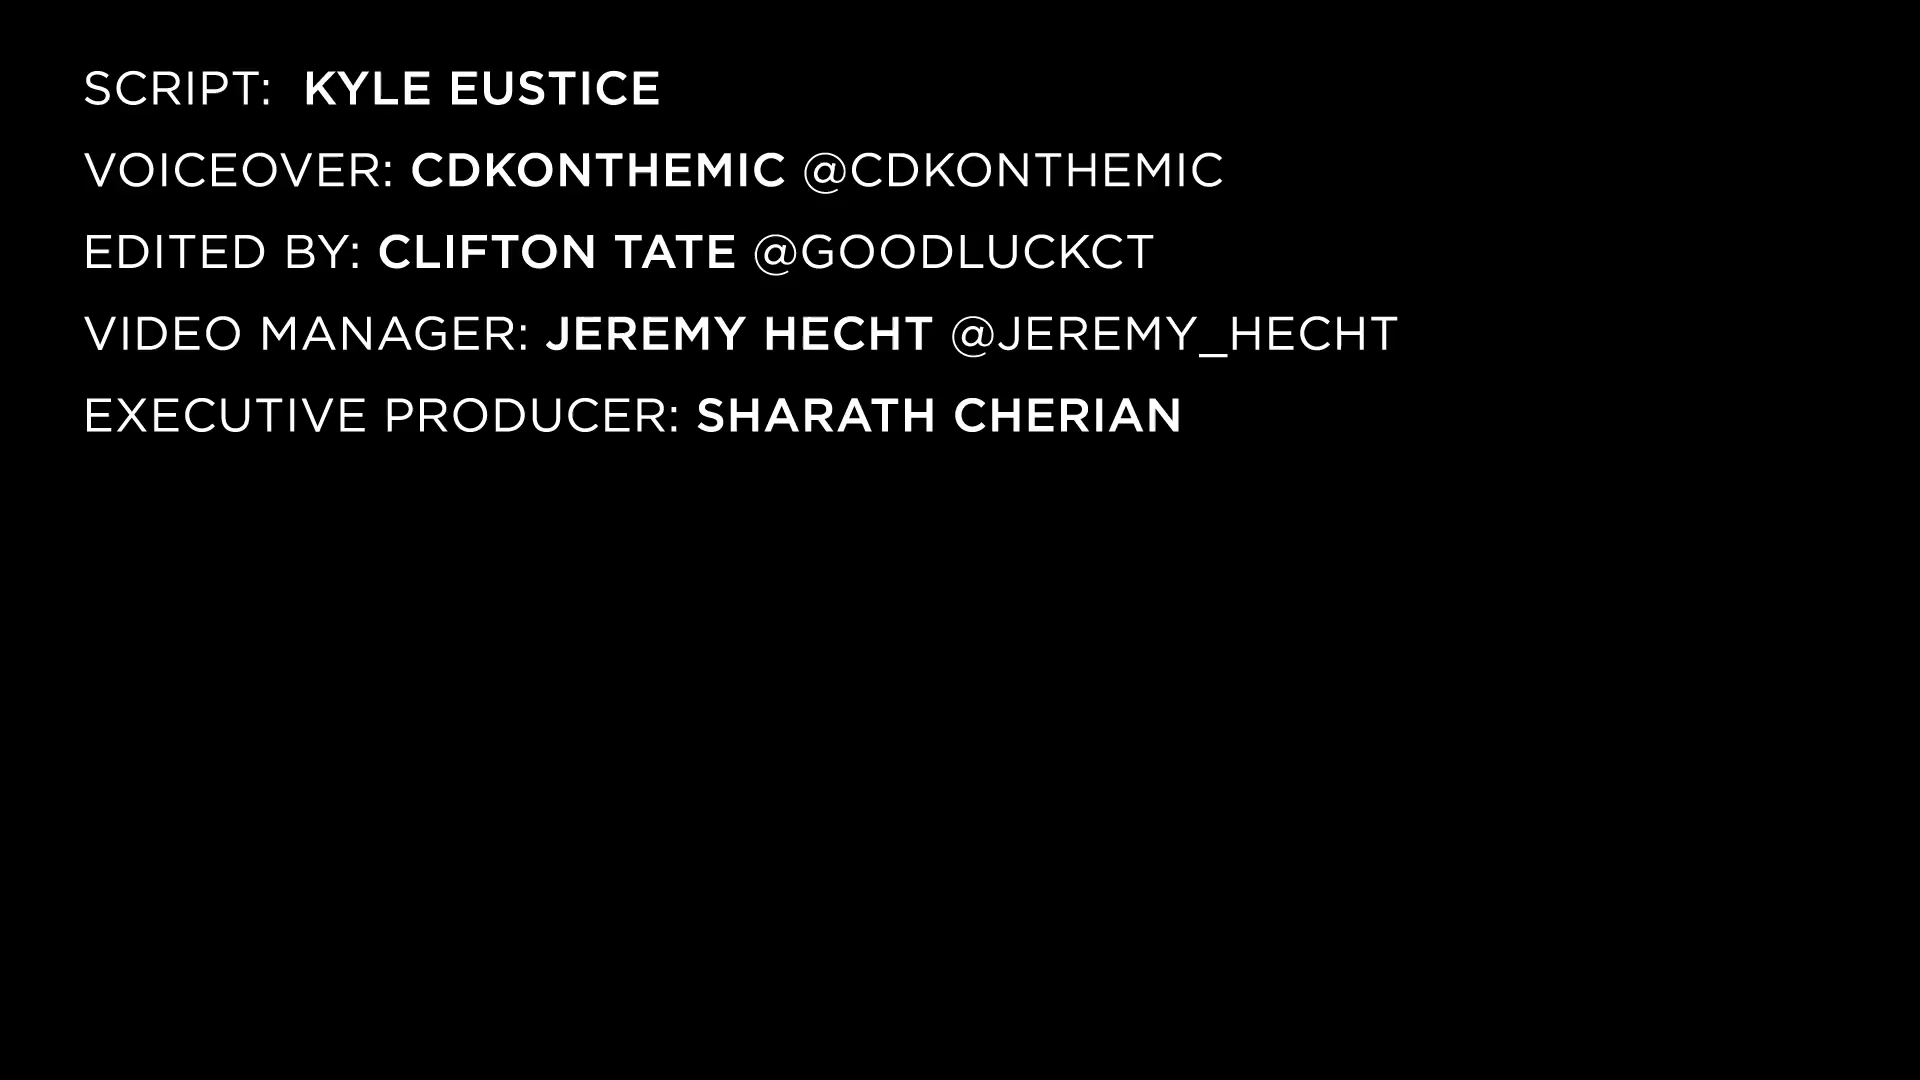 SCRIPT: KYLE EUSTICE
VOICEOVER: CDKONTHEMIC @CDKONTHEMIC
EDITED BY: CLIFTON TATE @GOODLUCKCT
VIDEO MANAGER: JEREMY HECHT @JEREMY_HECHT
EXECUTIVE PRODUCER: SHARATH CHERIAN